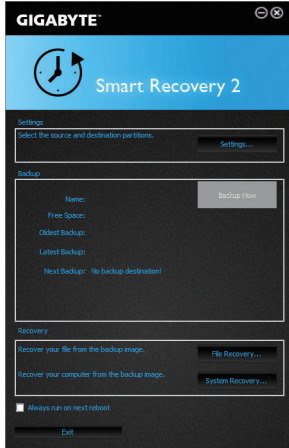 GIGABYTE™
Smart Recovery 2
Settings
Select the source and destination partitions.
Settings...
Backup
Backup Now
Name:
Free Space:
Oldest Backup:
Latest Backup:
Next Backup: No backup destination!
Recovery
Recover your file from the backup image.
File Recovery...
Recover your computer from the backup image.
System Recovery...
Always run on next reboot
Exit